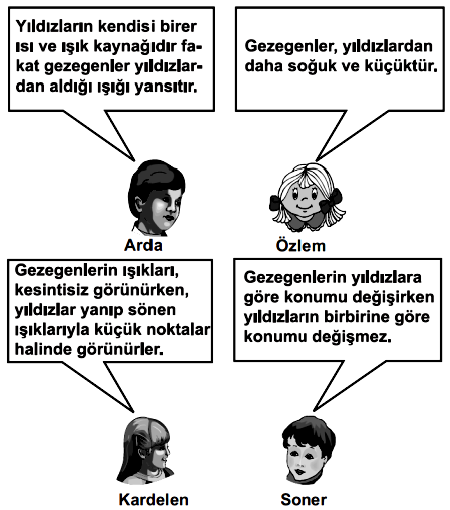 Yıldızların kendisi birer
ısı ve ışık kaynağıdır fa-
kat gezegenler yıldızlar-
dan aldığı ışığı yansıtır.
Gezegenler, yıldızlardan
daha soğuk ve küçüktür.
Arda
Özlem
Gezegenlerin ışıkları,
kesintisiz görünürken,
yıldızlar yanıp sönen
ışıklarıyla küçük noktalar
halinde görünürler.
Gezegenlerin yıldızlara
göre konumu değişirken
yıldızların birbirine göre
konumu değişmez.
Kardelen
Soner